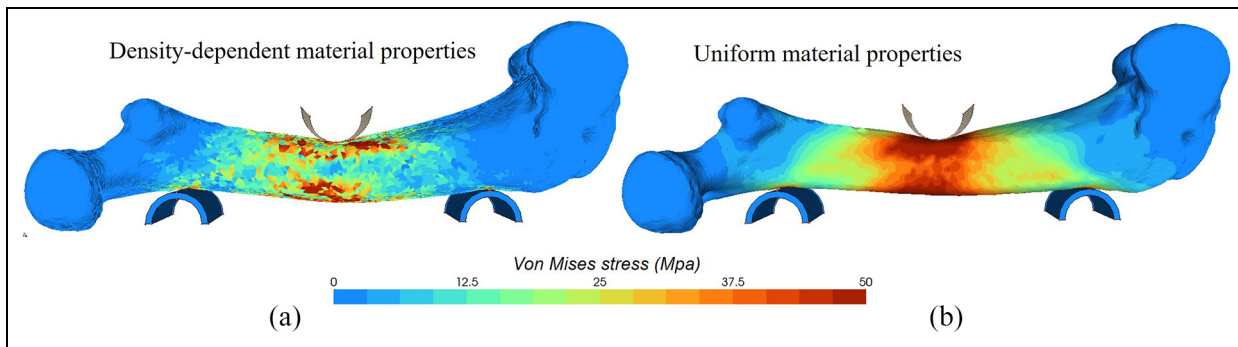 Density-dependent material properties
Uniform material properties
Von Mises stress (Mpa)
0 12.5 25 37.5 50
(a)
(b)